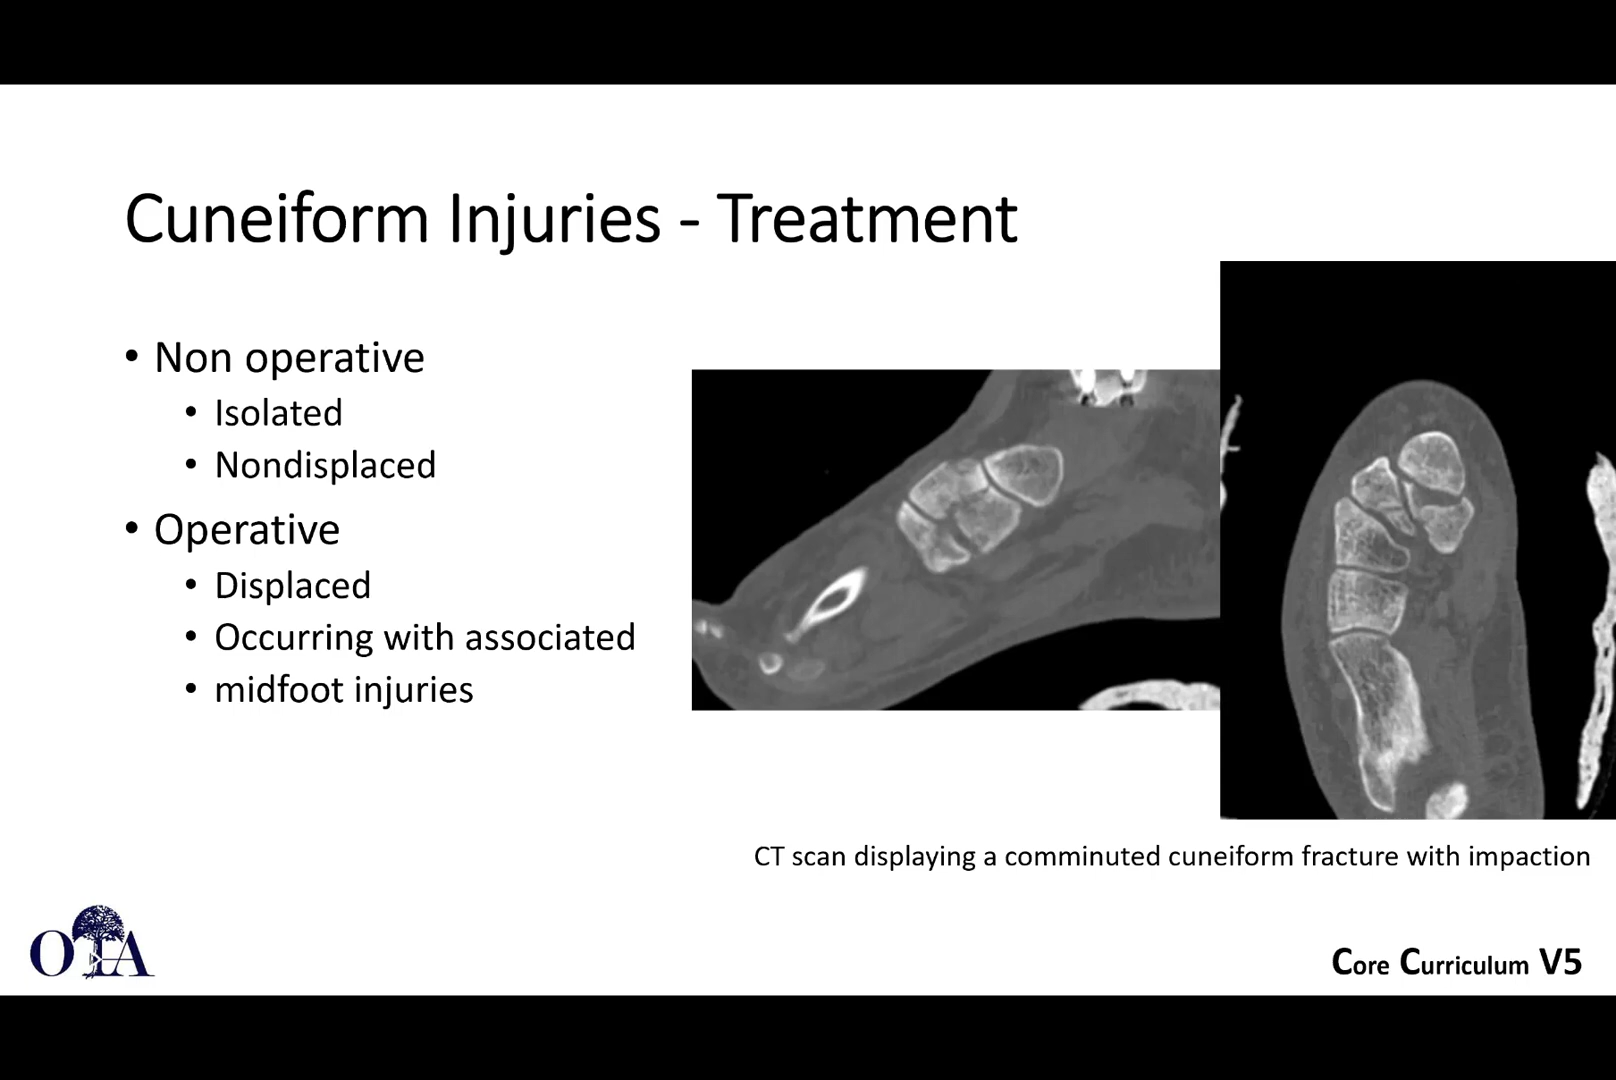 Cuneiform Injuries - Treatment
• Non operative
• Isolated
• Nondisplaced
• Operative
• Displaced
• Occurring with associated
• midfoot injuries
CT scan displaying a comminuted cuneiform fracture with impaction
OTA
Core Curriculum V5